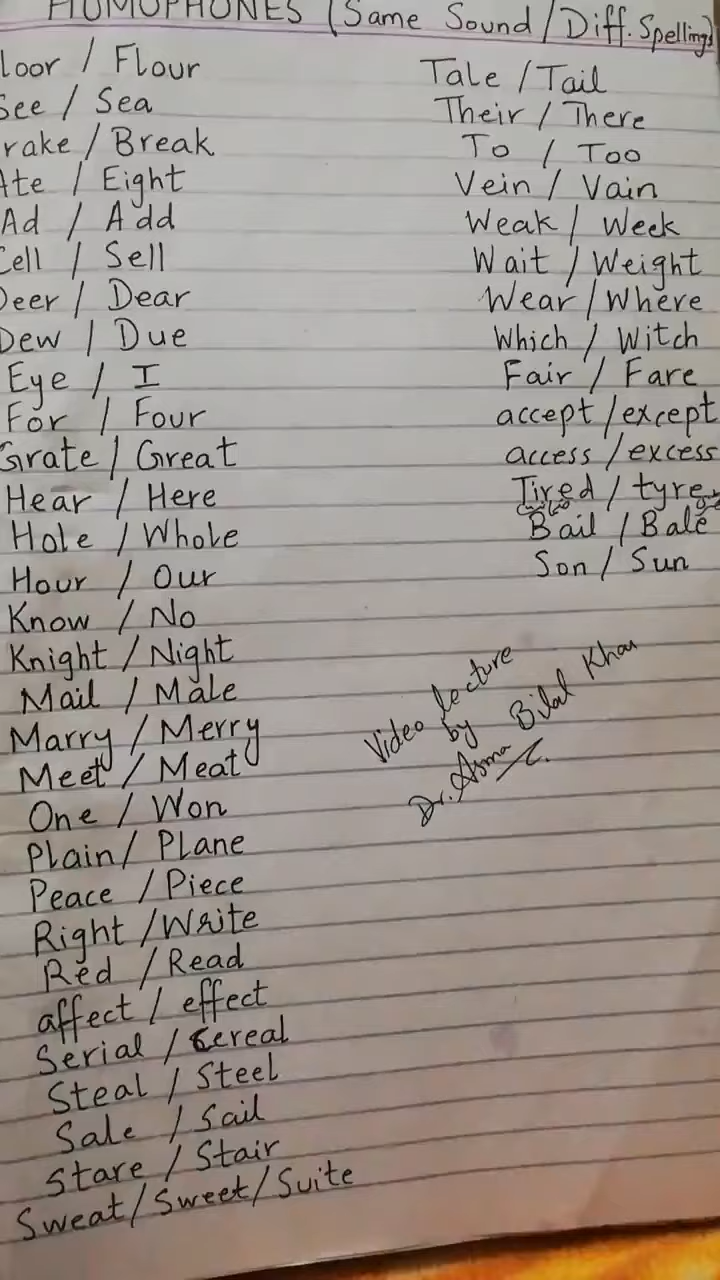 HOMOPHONES (Same Sound/Diff. Spellings)
loor / Flour
See / Sea
rake / Break
Ate / Eight
Ad / Add
Cell / Sell
Deer / Dear
Dew / Due
Eye / I
For / Four
Grate / Great
Hear / Here
Hole / Whole
Hour / Our
Know / No
Knight / Night
Mail / Male
Marry / Merry
Meet / Meat
One / Won
Plain / Plane
Peace / Piece
Right / Write
Red / Read
affect / effect
Serial / Cereal
Steal / Steel
Sale / Sail
Stare / Stair
Sweat/Sweet/Suite
Tale / Tail
Their / There
To / Too
Vein / Vain
Weak / Week
Wait / Weight
Wear / Where
Which / Witch
Fair / Fare
accept / except
access / excess
Tired / tyre
Bail / Bale
Son / Sun
Video lecture
by
Dr. Asma Bilal Khan